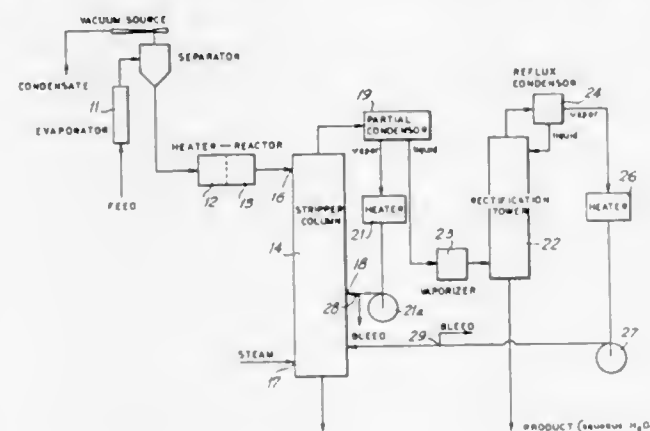 VACUUM SOURCE
SEPARATOR
CONDENSATE
11
EVAPORATOR
FEED
HEATER — REACTOR
12
13
16
STRIPPER
COLUMN
14
STEAM
17
19
PARTIAL
CONDENSOR
vapor
liquid
HEATER
21
18
28
BLEED
21a
23
VAPORIZER
REFLUX
CONDENSOR
24
vapor
liquid
RECTIFICATION
TOWER
22
HEATER
26
29
BLEED
27
PRODUCT (aqueous H₂O